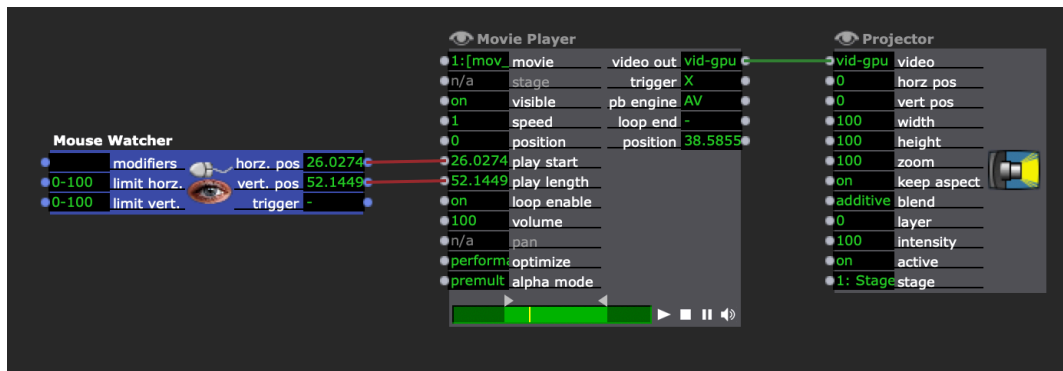 Mouse Watcher
modifiers horz. pos 26.0274
0-100 limit horz. vert. pos 52.1449
0-100 limit vert. trigger -
Movie Player
1:[mov_ movie video out vid-gpu
n/a stage trigger X
on visible pb engine AV
1 speed loop end -
0 position position 38.5855
26.0274 play start
52.1449 play length
on loop enable
100 volume
n/a pan
performa optimize
premult alpha mode
Projector
vid-gpu video
0 horz pos
0 vert pos
100 width
100 height
100 zoom
on keep aspect
additive blend
0 layer
100 intensity
on active
1: Stage stage